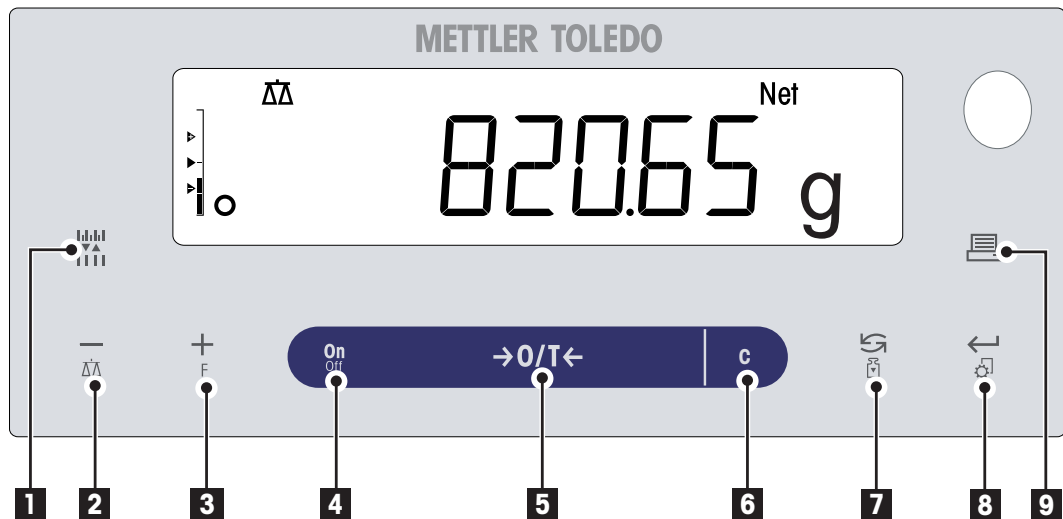 METTLER TOLEDO
Net
820.65 g
F
On
Off
→0/T←
C
1 2 3 4 5 6 7 8 9